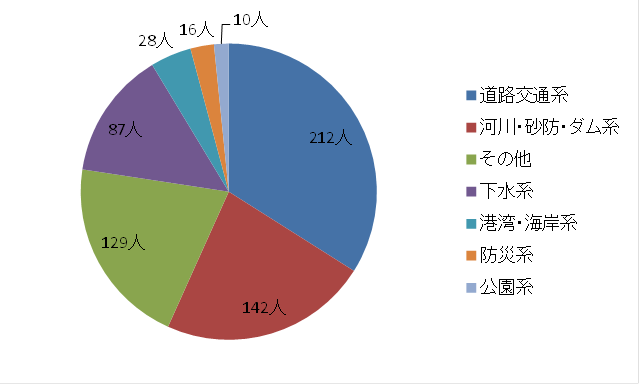 10人
16人
28人
87人
212人
129人
142人
道路交通系
河川・砂防・ダム系
その他
下水系
港湾・海岸系
防災系
公園系